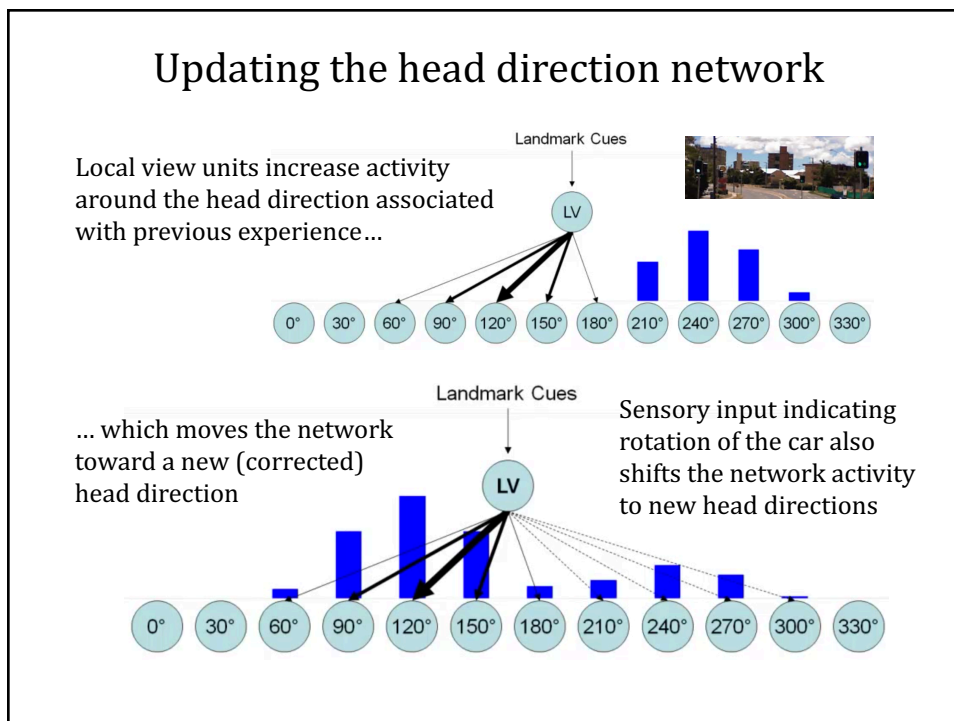 Updating the head direction network
Landmark Cues
Local view units increase activity
around the head direction associated
with previous experience…
LV
0° 30° 60° 90° 120° 150° 180° 210° 240° 270° 300° 330°
Landmark Cues
… which moves the network
toward a new (corrected)
head direction
Sensory input indicating
rotation of the car also
shifts the network activity
to new head directions
LV
0° 30° 60° 90° 120° 150° 180° 210° 240° 270° 300° 330°